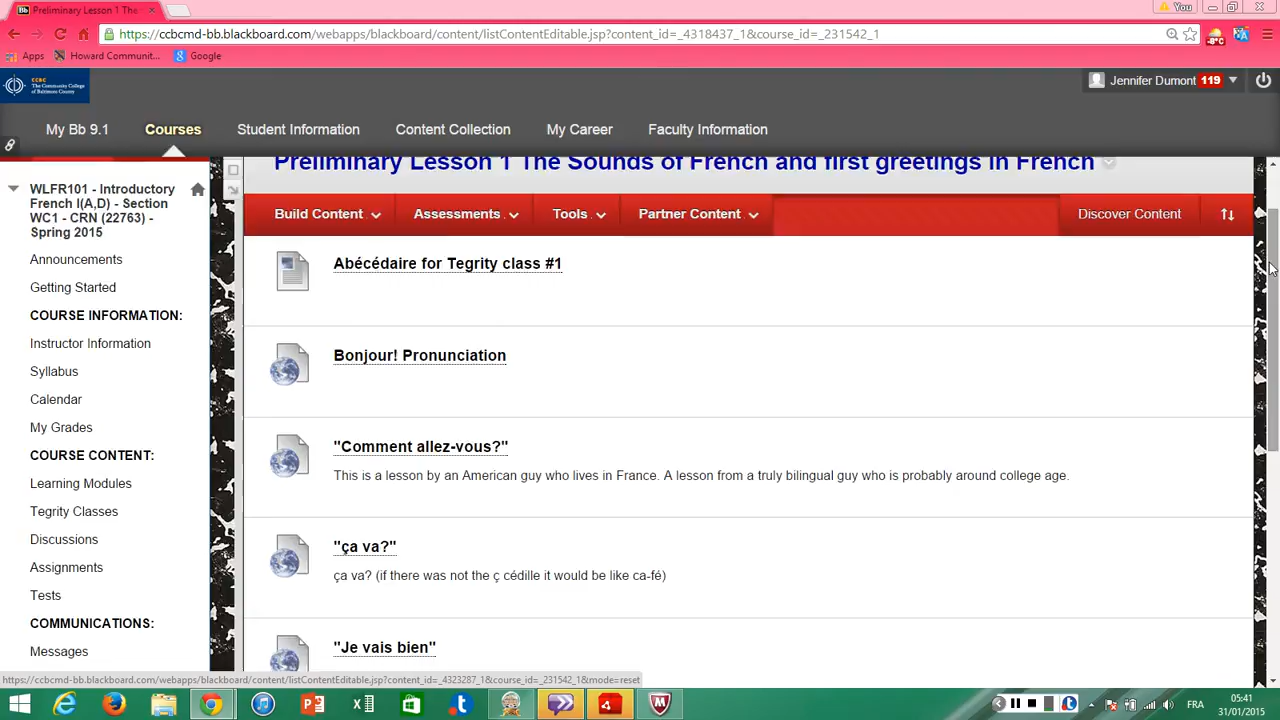 Preliminary Lesson 1 The
You
https://ccbcmd-bb.blackboard.com/webapps/blackboard/content/listContentEditable.jsp?content_id=_4318437_1&course_id=_231542_1
Apps
Howard Communit...
Google
CCBC
The Community College
of Baltimore County
Jennifer Dumont 119
My Bb 9.1
Courses
Student Information
Content Collection
My Career
Faculty Information
WLFR101 - Introductory
French I(A,D) - Section
WC1 - CRN (22763) -
Spring 2015
Announcements
Getting Started
COURSE INFORMATION:
Instructor Information
Syllabus
Calendar
My Grades
COURSE CONTENT:
Learning Modules
Tegrity Classes
Discussions
Assignments
Tests
COMMUNICATIONS:
Messages
Preliminary Lesson 1 The Sounds of French and first greetings in French
Build Content
Assessments
Tools
Partner Content
Discover Content
Abécédaire for Tegrity class #1
Bonjour! Pronunciation
"Comment allez-vous?"
This is a lesson by an American guy who lives in France. A lesson from a truly bilingual guy who is probably around college age.
"ça va?"
ça va? (if there was not the ç cédille it would be like ca-fé)
"Je vais bien"
https://ccbcmd-bb.blackboard.com/webapps/blackboard/content/listContentEditable.jsp?content_id=_4323287_1&course_id=_231542_1&mode=reset
FRA
05:41
31/01/2015